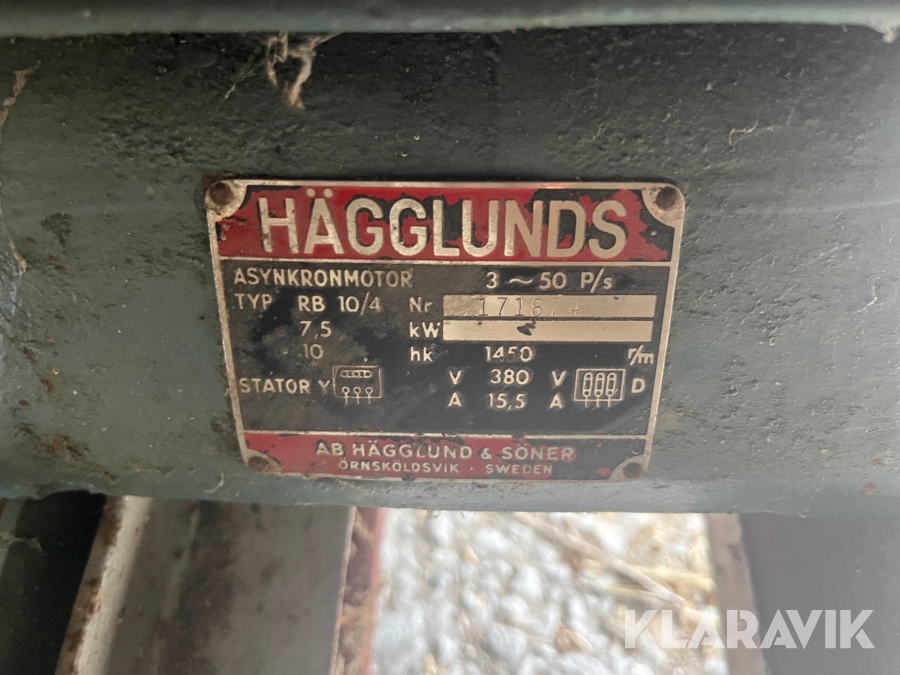 HÄGGLUNDS
ASYNKRONMOTOR 3 ~ 50 P/s
TYP RB 10/4 Nr 171874
7,5 kW
10 hk 1450 r/m
STATOR Y V 380 V D
A 15,5 A
AB HÄGGLUND & SÖNER
ÖRNSKÖLDSVIK · SWEDEN
KLARAVIK